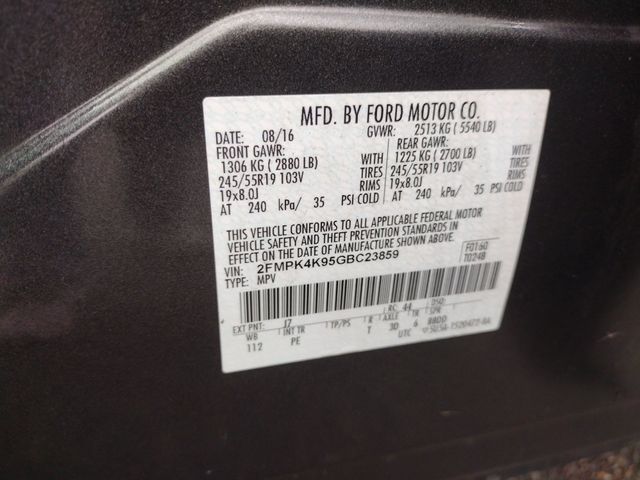 MFD. BY FORD MOTOR CO.
DATE: 08/16 GVWR: 2513 KG ( 5540 LB)
FRONT GAWR: REAR GAWR:
1306 KG ( 2880 LB) WITH 1225 KG ( 2700 LB) WITH
245/55R19 103V TIRES 245/55R19 103V TIRES
19x8.0J RIMS 19x8.0J RIMS
AT 240 kPa/ 35 PSI COLD AT 240 kPa/ 35 PSI COLD
THIS VEHICLE CONFORMS TO ALL APPLICABLE FEDERAL MOTOR
VEHICLE SAFETY AND THEFT PREVENTION STANDARDS IN
EFFECT ON THE DATE OF MANUFACTURE SHOWN ABOVE.
VIN: 2FMPK4K95GBC23859 F0160
TYPE: MPV T0248
RC: 44 DSO:
EXT PNT: J7 TP/PS R AXLE TR SPR
WB INT TR T 30 6 BBDD
112 PE UTC